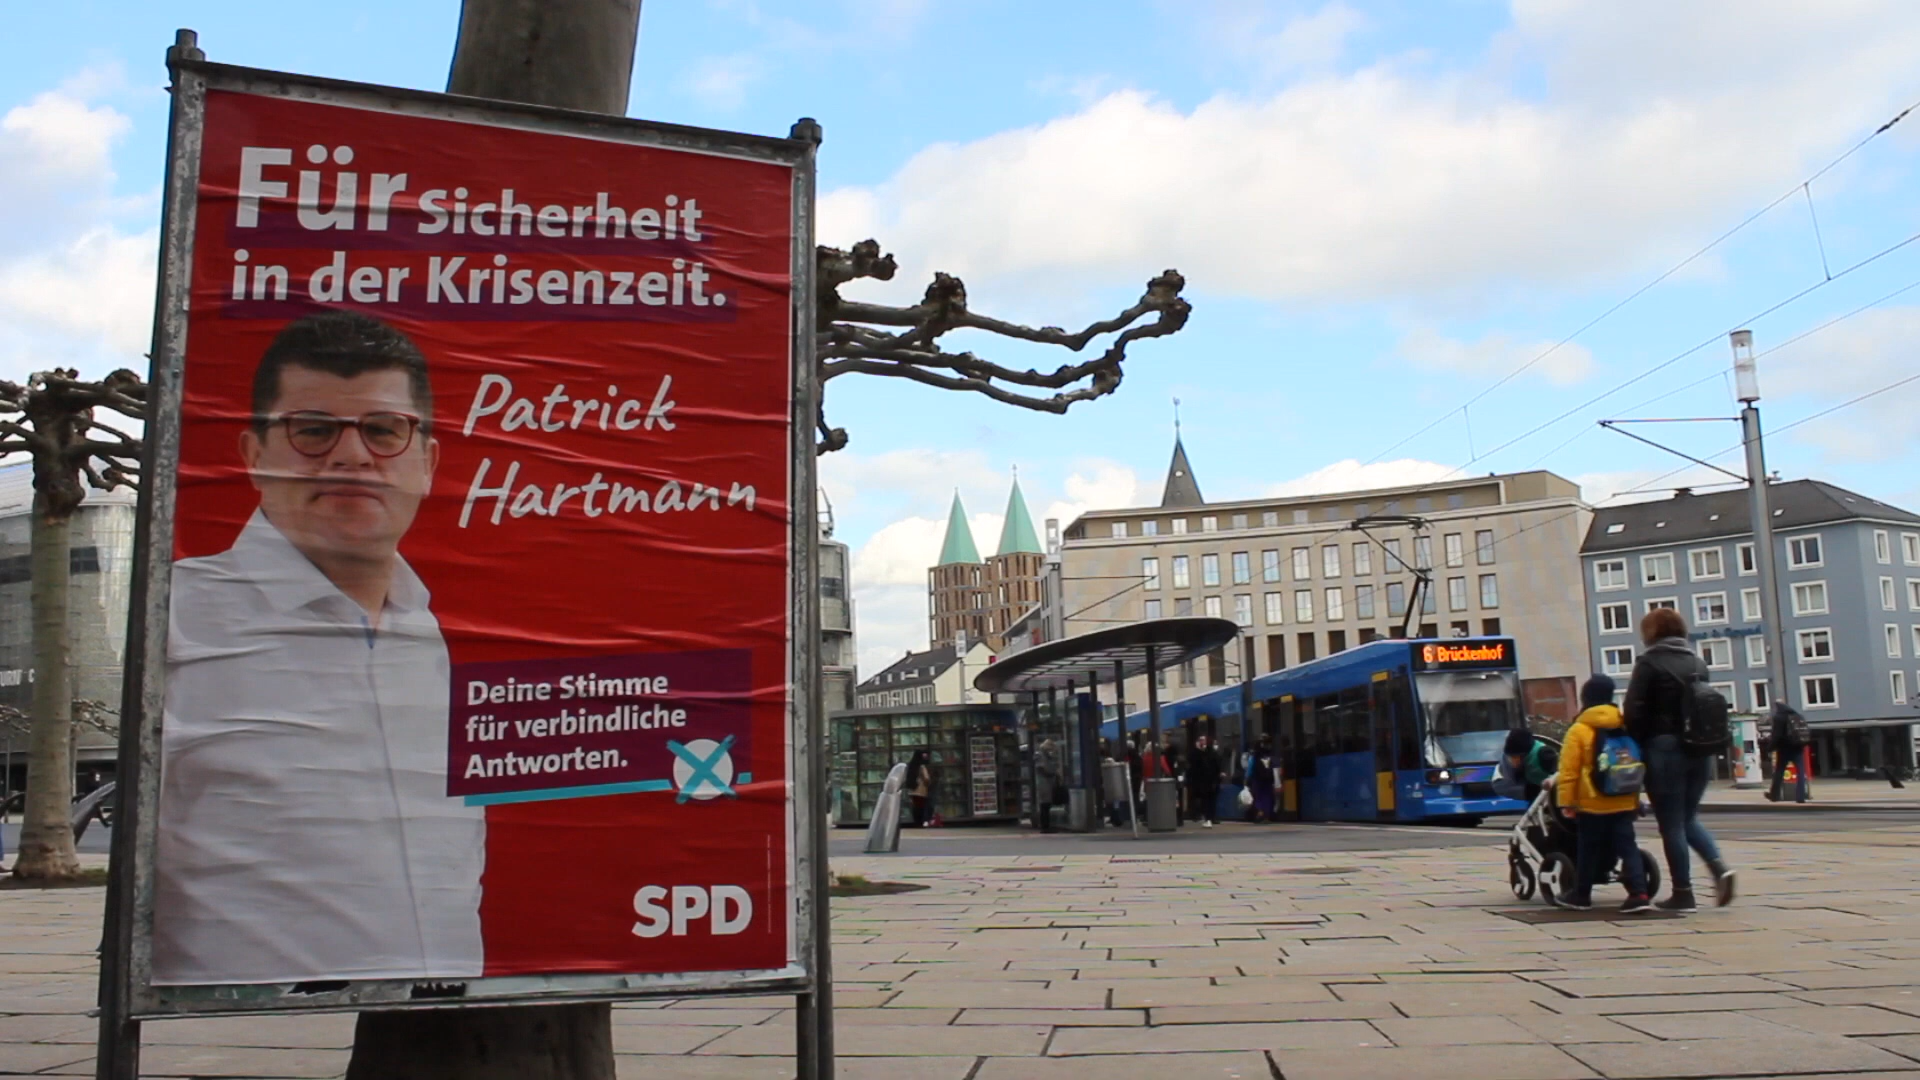 Für Sicherheit
in der Krisenzeit.
Patrick
Hartmann
Deine Stimme
für verbindliche
Antworten.
SPD
6 Brückenhof